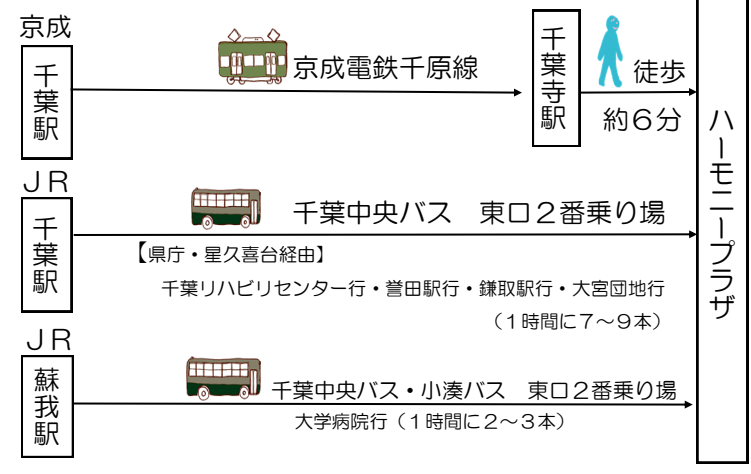 京成
千葉駅
京成電鉄千原線
千葉寺駅
徒歩
約６分
ＪＲ
千葉駅
千葉中央バス　東口２番乗り場
【県庁・星久喜台経由】
千葉リハビリセンター行・誉田駅行・鎌取駅行・大宮団地行
（１時間に７～９本）
ＪＲ
蘇我駅
千葉中央バス・小湊バス　東口２番乗り場
大学病院行（１時間に２～３本）
ハーモニープラザ